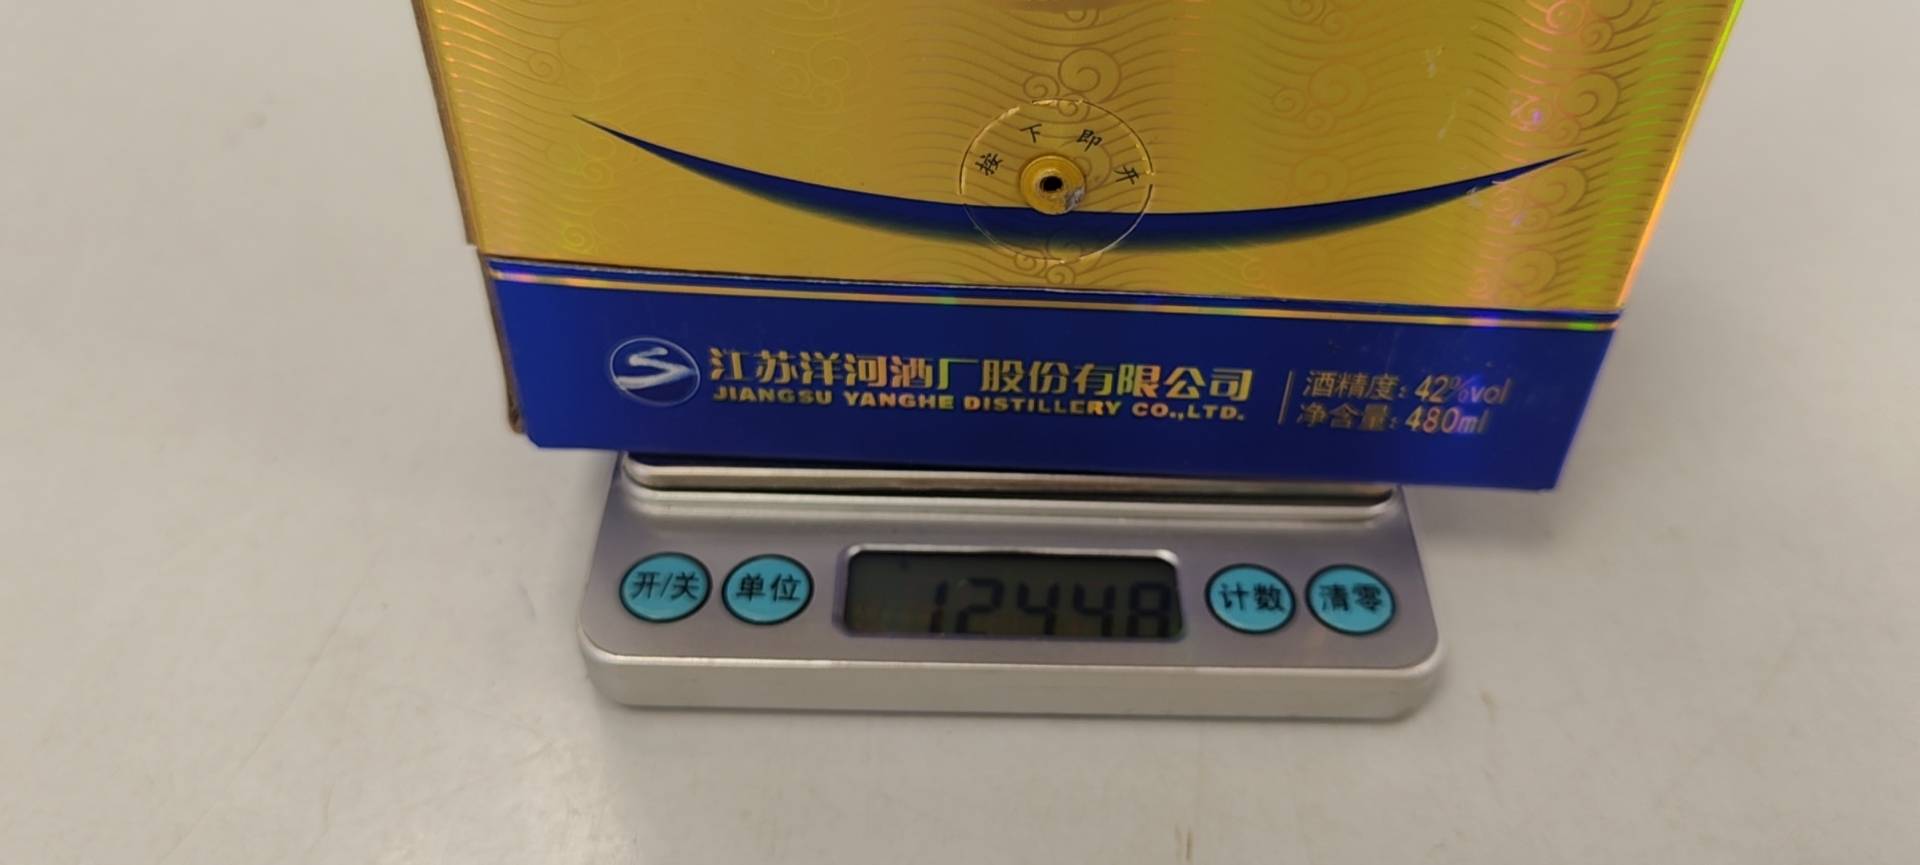 按下即开
江苏洋河酒厂股份有限公司
JIANGSU YANGHE DISTILLERY CO.,LTD.
酒精度: 42%vol
净含量: 480ml
开/关
单位
12448
计数
清零